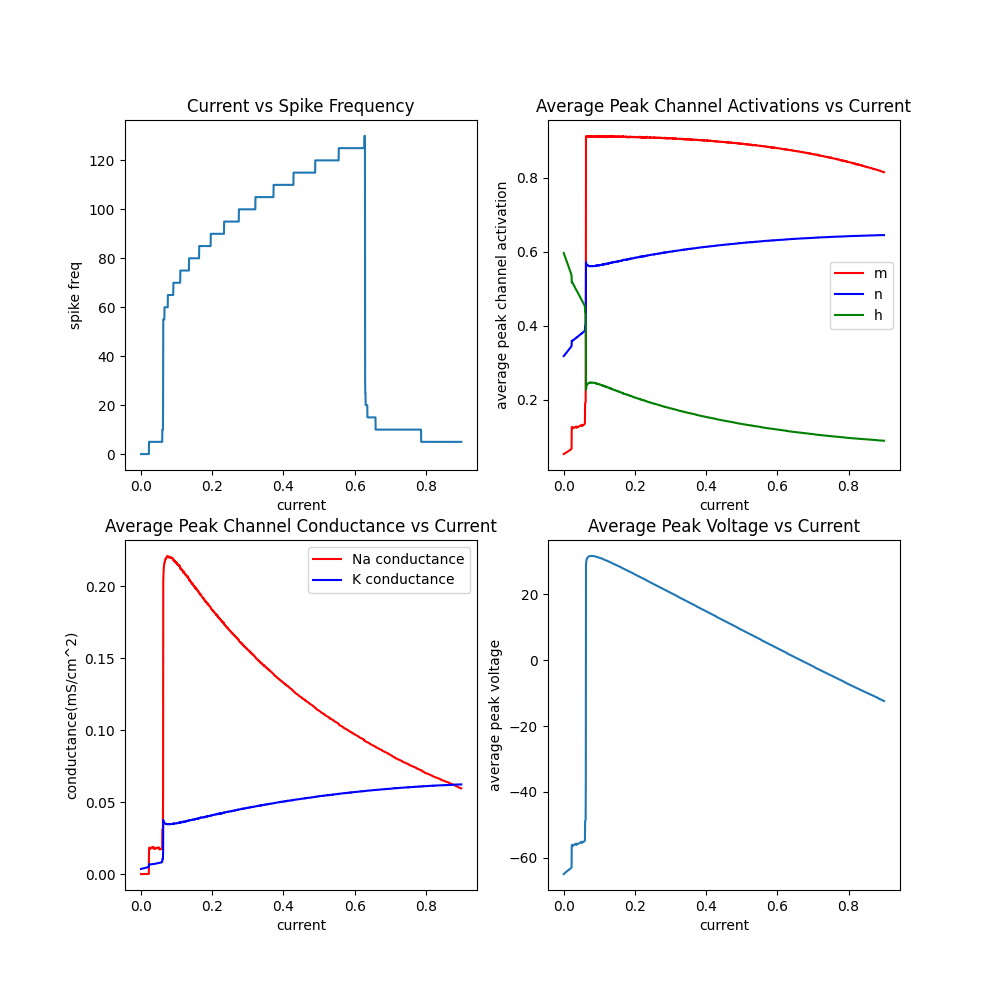 Current vs Spike Frequency
120
100
80
60
40
20
0
spike freq
0.0 0.2 0.4 0.6 0.8
current
Average Peak Channel Activations vs Current
0.8
0.6
0.4
0.2
average peak channel activation
m
n
h
0.0 0.2 0.4 0.6 0.8
current
Average Peak Channel Conductance vs Current
0.20
0.15
0.10
0.05
0.00
conductance(mS/cm^2)
Na conductance
K conductance
0.0 0.2 0.4 0.6 0.8
current
Average Peak Voltage vs Current
20
0
−20
−40
−60
average peak voltage
0.0 0.2 0.4 0.6 0.8
current